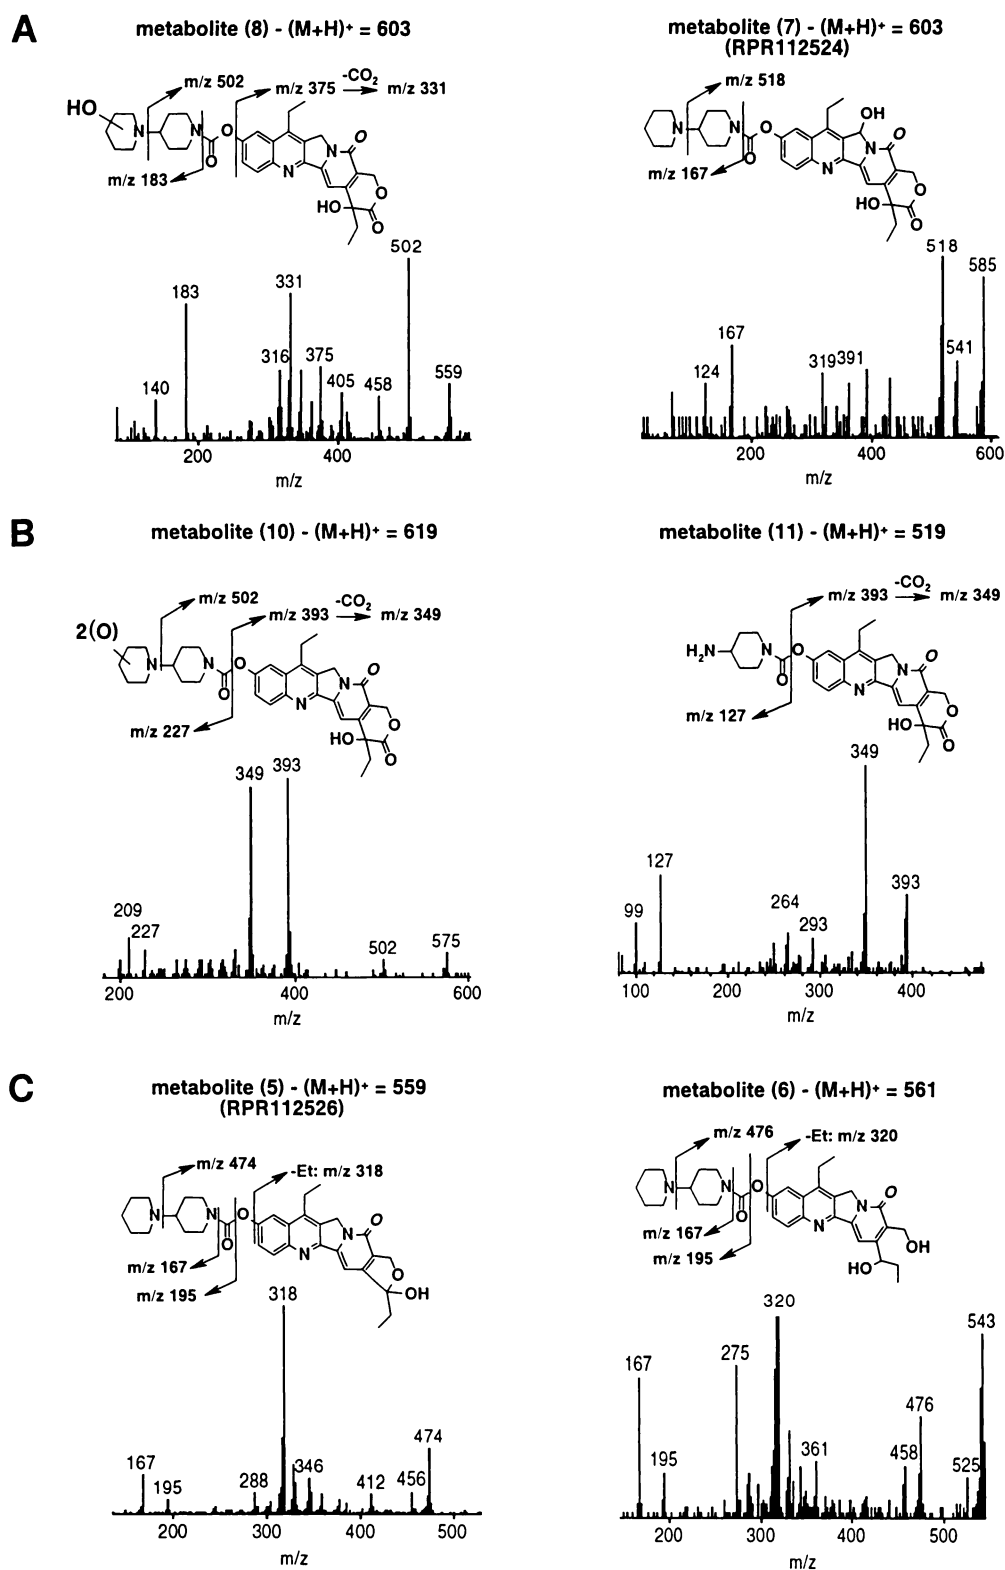 A
metabolite (8) - (M+H)+ = 603
m/z 502
m/z 375
-CO2
m/z 331
HO
N
N
O
O
m/z 183
N
N
O
HO
O
O
502
183
331
316
375
405
458
559
140
200
400
m/z
metabolite (7) - (M+H)+ = 603
(RPR112524)
m/z 518
N
N
O
O
OH
O
m/z 167
N
N
HO
O
O
518
585
167
124
319
391
541
200
400
600
m/z
B
metabolite (10) - (M+H)+ = 619
m/z 502
m/z 393
-CO2
m/z 349
2(O)
N
N
O
O
m/z 227
N
N
O
HO
O
O
349
393
209
227
502
575
200
400
600
m/z
metabolite (11) - (M+H)+ = 519
m/z 393
-CO2
m/z 349
H2N
N
O
O
m/z 127
N
N
O
HO
O
O
349
127
99
264
293
393
100
200
300
400
m/z
C
metabolite (5) - (M+H)+ = 559
(RPR112526)
m/z 474
-Et: m/z 318
N
N
O
O
m/z 167
m/z 195
N
N
O
O
OH
318
167
195
288
346
412
456
474
200
300
400
500
m/z
metabolite (6) - (M+H)+ = 561
m/z 476
-Et: m/z 320
N
N
O
O
m/z 167
m/z 195
N
N
O
OH
HO
320
543
167
275
195
361
458
476
525
200
300
400
500
m/z